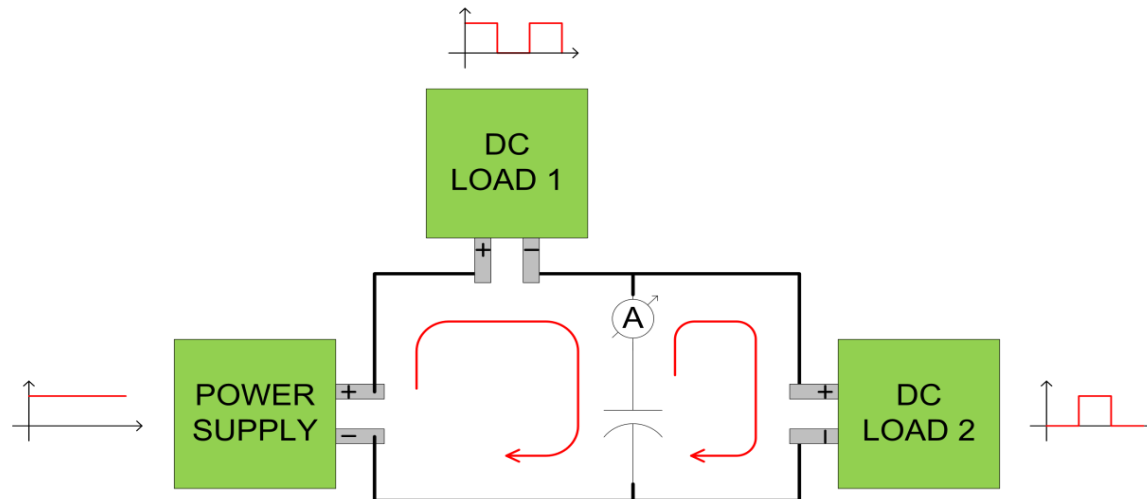 DC
LOAD 1
+ −
A
POWER
SUPPLY
+
−
+
−
DC
LOAD 2